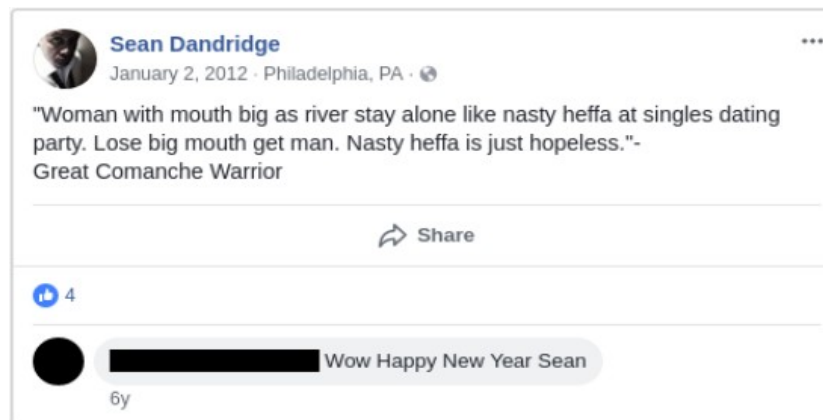 Sean Dandridge
January 2, 2012 · Philadelphia, PA ·
"Woman with mouth big as river stay alone like nasty heffa at singles dating
party. Lose big mouth get man. Nasty heffa is just hopeless."-
Great Comanche Warrior
Share
4
Wow Happy New Year Sean
6y